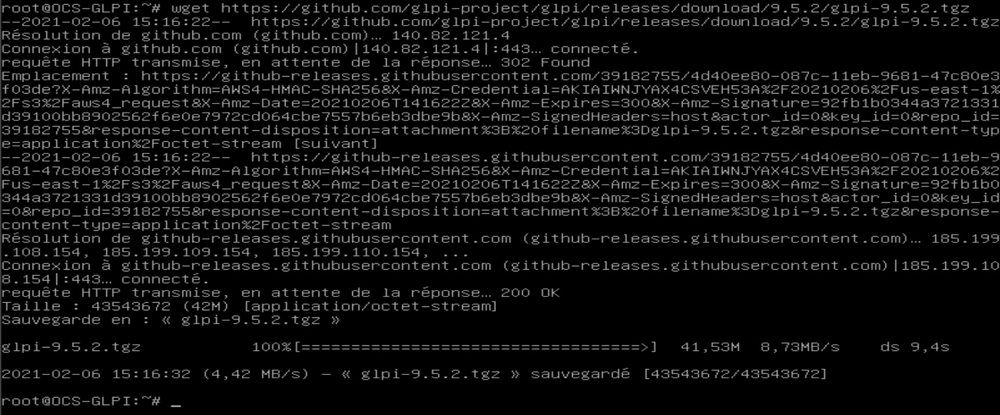 root@OCS-GLPI:~# wget https://github.com/glpi-project/glpi/releases/download/9.5.2/glpi-9.5.2.tgz
--2021-02-06 15:16:22--  https://github.com/glpi-project/glpi/releases/download/9.5.2/glpi-9.5.2.tgz
Résolution de github.com (github.com)… 140.82.121.4
Connexion à github.com (github.com)|140.82.121.4|:443… connecté.
requête HTTP transmise, en attente de la réponse… 302 Found
Emplacement : https://github-releases.githubusercontent.com/39182755/4d40ee80-087c-11eb-9681-47c80e3
f03de?X-Amz-Algorithm=AWS4-HMAC-SHA256&X-Amz-Credential=AKIAIWNJYAX4CSVEH53A%2F20210206%2Fus-east-1%
2Fs3%2Faws4_request&X-Amz-Date=20210206T141622Z&X-Amz-Expires=300&X-Amz-Signature=92fb1b0344a3721331
d39100bb8902562f6e0e7972cd064cbe7557b6eb3dbe9b&X-Amz-SignedHeaders=host&actor_id=0&key_id=0&repo_id=
39182755&response-content-disposition=attachment%3B%20filename%3Dglpi-9.5.2.tgz&response-content-typ
e=application%2Foctet-stream [suivant]
--2021-02-06 15:16:22--  https://github-releases.githubusercontent.com/39182755/4d40ee80-087c-11eb-9
681-47c80e3f03de?X-Amz-Algorithm=AWS4-HMAC-SHA256&X-Amz-Credential=AKIAIWNJYAX4CSVEH53A%2F20210206%2
Fus-east-1%2Fs3%2Faws4_request&X-Amz-Date=20210206T141622Z&X-Amz-Expires=300&X-Amz-Signature=92fb1b0
344a3721331d39100bb8902562f6e0e7972cd064cbe7557b6eb3dbe9b&X-Amz-SignedHeaders=host&actor_id=0&key_id
=0&repo_id=39182755&response-content-disposition=attachment%3B%20filename%3Dglpi-9.5.2.tgz&response-
content-type=application%2Foctet-stream
Résolution de github-releases.githubusercontent.com (github-releases.githubusercontent.com)… 185.199
.108.154, 185.199.109.154, 185.199.110.154, ...
Connexion à github-releases.githubusercontent.com (github-releases.githubusercontent.com)|185.199.10
8.154|:443… connecté.
requête HTTP transmise, en attente de la réponse… 200 OK
Taille : 43543672 (42M) [application/octet-stream]
Sauvegarde en : « glpi-9.5.2.tgz »
glpi-9.5.2.tgz           100%[==================================>]  41,53M  8,73MB/s    ds 9,4s
2021-02-06 15:16:32 (4,42 MB/s) — « glpi-9.5.2.tgz » sauvegardé [43543672/43543672]
root@OCS-GLPI:~# _